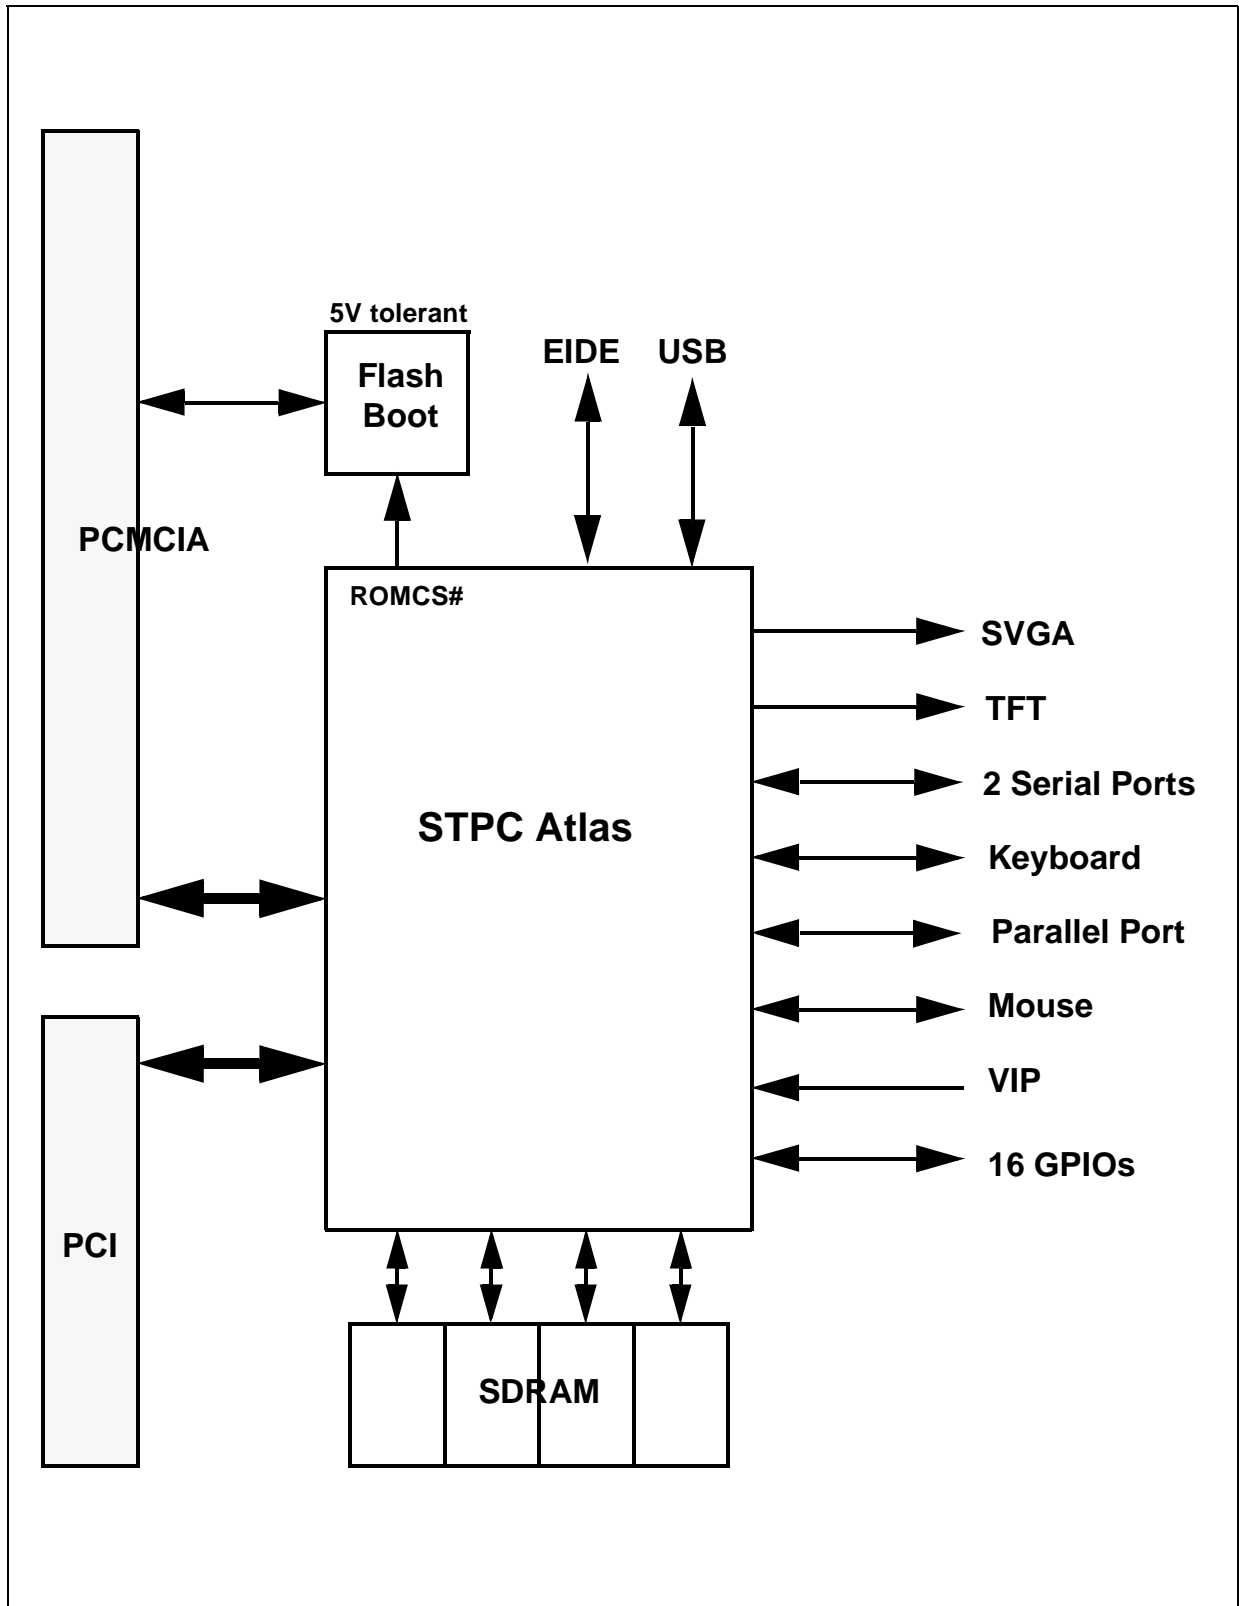 5V tolerant
Flash
Boot
EIDE
USB
PCMCIA
ROMCS#
SVGA
TFT
2 Serial Ports
STPC Atlas
Keyboard
Parallel Port
Mouse
VIP
16 GPIOs
PCI
SDRAM